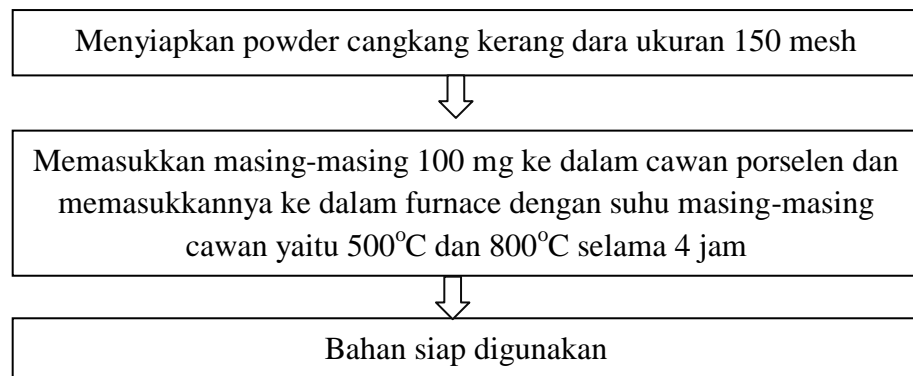 Menyiapkan powder cangkang kerang dara ukuran 150 mesh
Memasukkan masing-masing 100 mg ke dalam cawan porselen dan
memasukkannya ke dalam furnace dengan suhu masing-masing
cawan yaitu 500°C dan 800°C selama 4 jam
Bahan siap digunakan